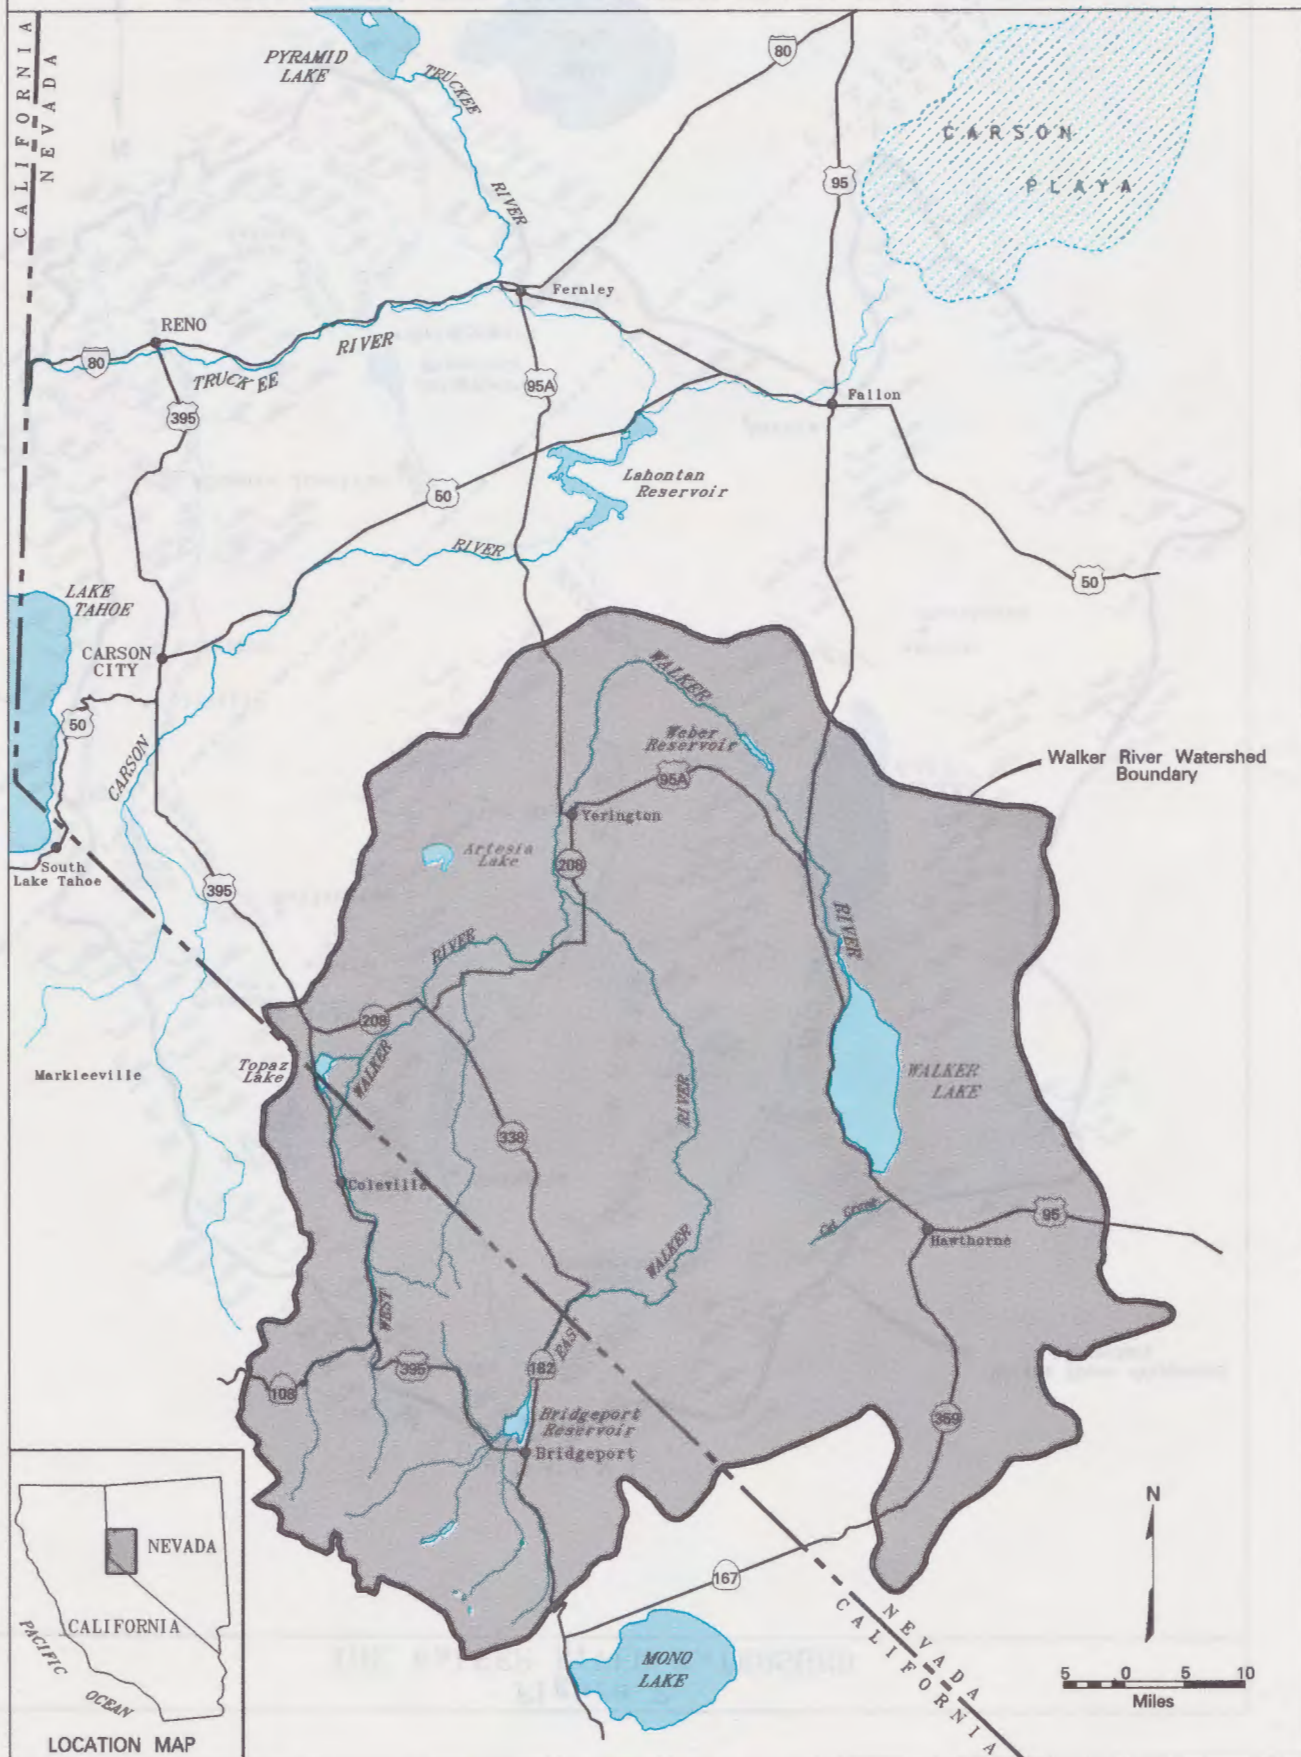 CALIFORNIA
NEVADA
PYRAMID
LAKE
TRUCKEE
RIVER
80
95
CARSON
PLAYA
Fernley
RENO
80
TRUCKEE
RIVER
395
95A
Fallon
Lahontan
Reservoir
50
RIVER
50
LAKE
TAHOE
CARSON
CITY
50
CARSON
WALKER
Weber
Reservoir
95A
Walker River Watershed
Boundary
Yerington
Artesia
Lake
208
South
Lake Tahoe
395
RIVER
RIVER
208
WALKER
Topaz
Lake
Markleeville
WALKER
LAKE
RIVER
338
Coleville
Cat Creek
95
Hawthorne
WALKER
WEST
EAST
395
182
108
Bridgeport
Reservoir
Bridgeport
359
N
NEVADA
CALIFORNIA
PACIFIC
OCEAN
LOCATION MAP
167
MONO
LAKE
NEVADA
CALIFORNIA
5 0 5 10
Miles